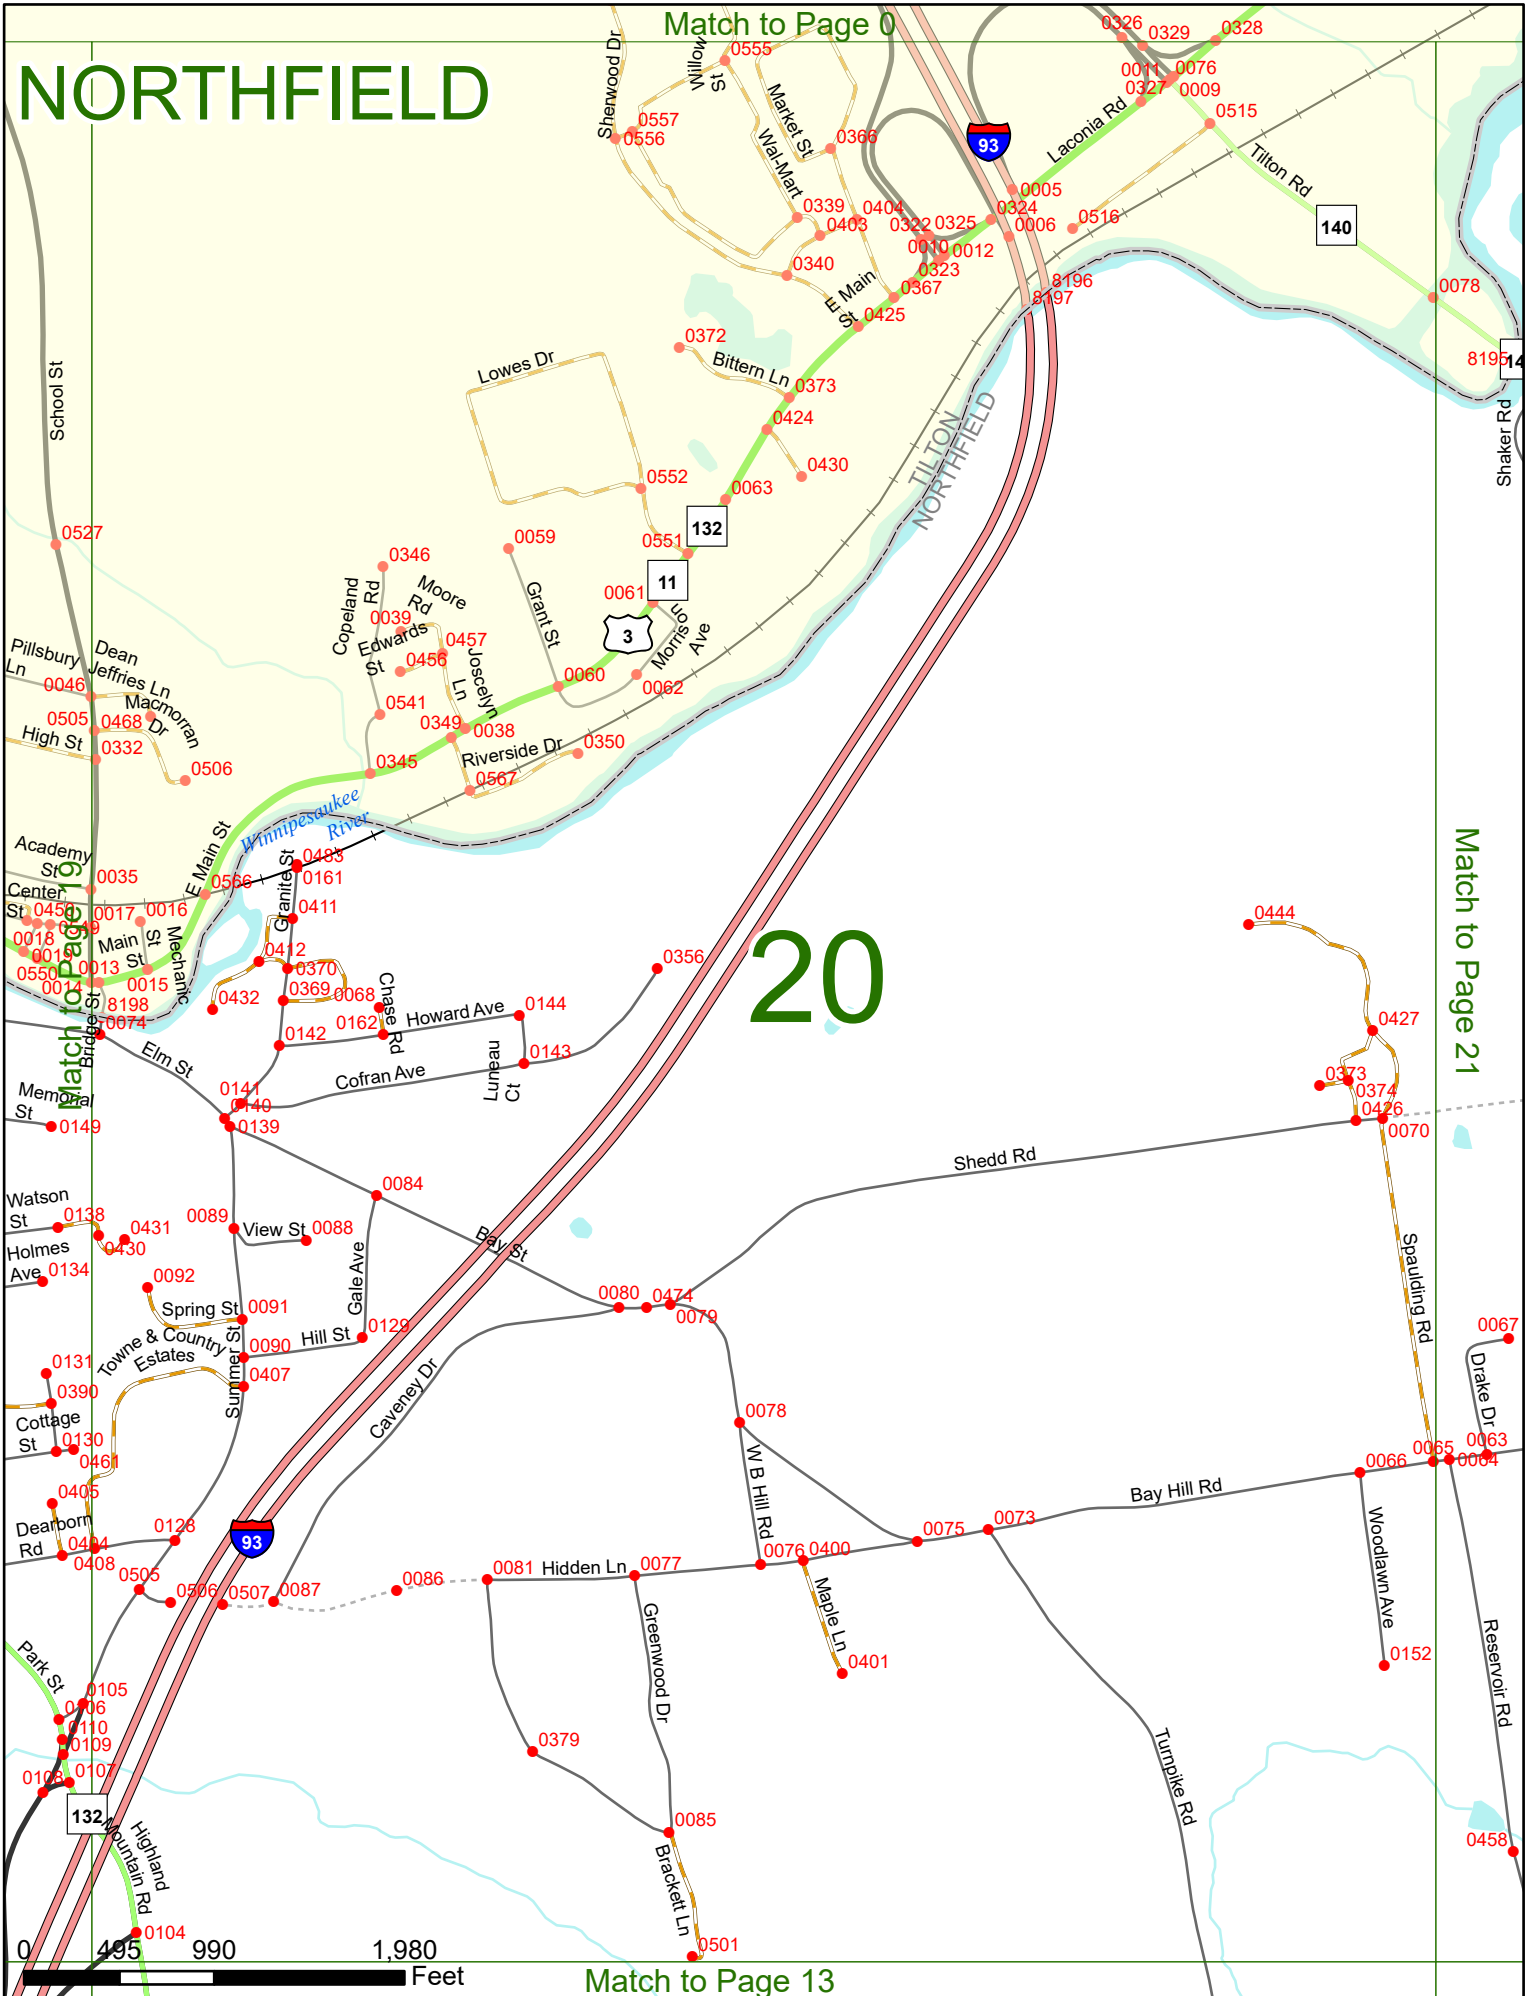 Match to Page 0
NORTHFIELD
Sherwood Dr
Willow
St
0555
0326
0329
0328
0011
0076
0327
0009
0557
0556
Market St
Wal-Mart
0366
93
Laconia Rd
0515
Tilton Rd
140
0005
0339
0404
0324
0403
0322
0325
0006
0516
0010
0012
0340
0323
E Main
St
0367
8196
8197
0078
0425
School St
0372
Bittern Ln
8195
14
Lowes Dr
0373
Shaker Rd
0424
TILTON
NORTHFIELD
0430
0552
0063
132
0527
0059
0551
0346
11
Copeland
Rd
Moore
Rd
0061
0039
Grant St
3
Morrison
Ave
Edwards
St
0457
0456
Pillsbury
Ln
Dean
Jeffries Ln
Joscelyn
Ln
0060
0062
0046
Macmorran
Dr
0541
0505
0468
0349
0038
High St
0332
Riverside Dr
0350
0345
0506
0567
Winnipesaukee
River
Academy
St
E Main St
0483
0161
Granite St
0035
0566
Center
St
0450
0549
0017
0016
0411
Main
St
Mechanic
0018
0019
0412
0370
0356
20
0444
0550
0013
0014
0015
0369
0068
Chase Rd
0432
8198
0074
Bridge St
Match to Page 19
0162
Howard Ave
0144
0142
0427
Elm St
Luneau
Ct
0143
Cofran Ave
0373
0374
Memorial
St
0141
0140
0149
0139
0426
0070
Match to Page 21
Shedd Rd
Watson
St
0084
0138
0431
0089
View St
0088
Bay St
0430
Holmes
Ave
0134
Spaulding Rd
0092
Gale Ave
0080
0474
Spring St
0091
0079
Towne & Country
Estates
Hill St
0129
0067
0090
Summer St
0131
0407
Caveney Dr
Drake Dr
0390
0078
Cottage
St
0130
0461
W B Hill Rd
0063
0065
0064
0066
Bay Hill Rd
0405
Dearborn
Rd
0128
Woodlawn Ave
93
0073
0075
0408
0505
0081
Hidden Ln
0077
0076
0400
0506
0507
0087
0086
Maple Ln
Greenwood Dr
Reservoir Rd
Park St
0401
0152
0105
0106
0110
0109
0379
Turnpike Rd
0108
0107
132
Highland
Mountain Rd
0085
0458
Brackett Ln
0104
0501
0
495
990
1,980
Feet
Match to Page 13